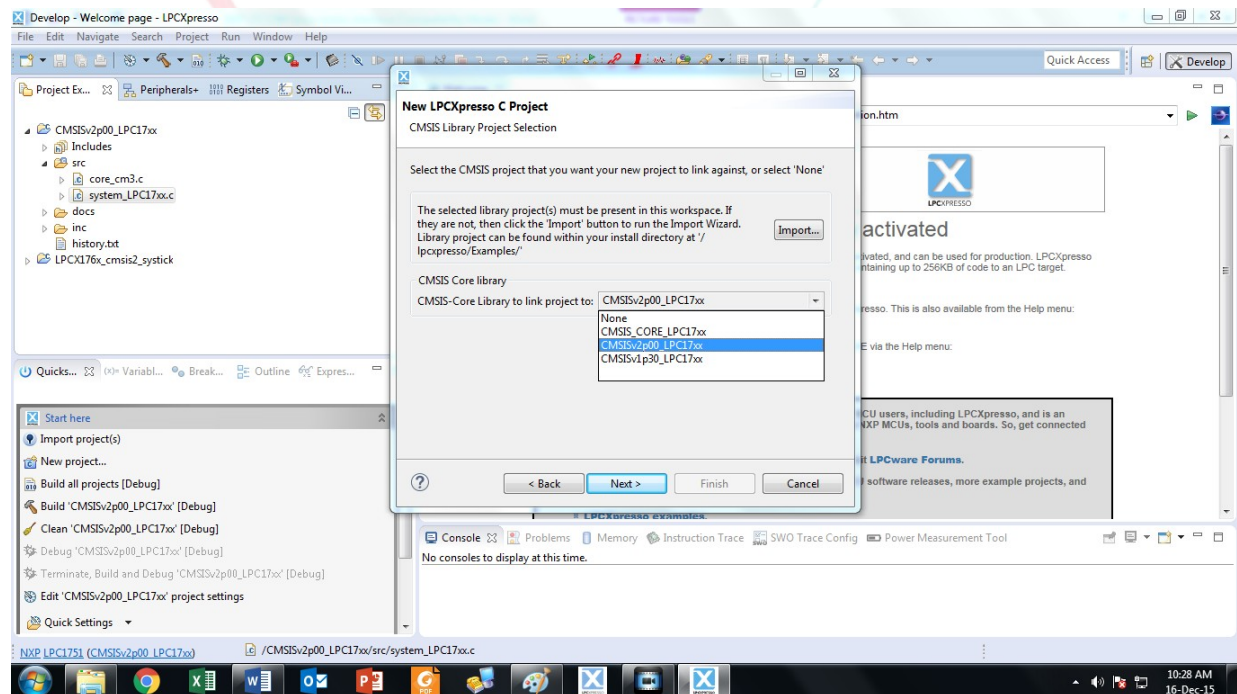 Develop - Welcome page - LPCXpresso
File Edit Navigate Search Project Run Window Help
Quick Access
Develop
Project Ex...
Peripherals+
Registers
Symbol Vi...
CMSISv2p00_LPC17xx
Includes
src
core_cm3.c
system_LPC17xx.c
docs
inc
history.txt
LPCX176x_cmsis2_systick
New LPCXpresso C Project
CMSIS Library Project Selection
Select the CMSIS project that you want your new project to link against, or select 'None'
The selected library project(s) must be present in this workspace. If
they are not, then click the 'Import' button to run the Import Wizard.
Library project can be found within your install directory at '/
lpcxpresso/Examples/'
Import...
CMSIS Core library
CMSIS-Core Library to link project to:
CMSISv2p00_LPC17xx
None
CMSIS_CORE_LPC17xx
CMSISv2p00_LPC17xx
CMSISv1p30_LPC17xx
< Back
Next >
Finish
Cancel
ion.htm
LPCXPRESSO
activated
ivated, and can be used for production. LPCXpresso
ntaining up to 256KB of code to an LPC target.
resso. This is also available from the Help menu:
E via the Help menu:
CU users, including LPCXpresso, and is an
NXP MCUs, tools and boards. So, get connected
it LPCware Forums.
software releases, more example projects, and
LPCXpresso examples.
Quicks...
(x)= Variabl...
Break...
Outline
Expres...
Start here
Import project(s)
New project...
Build all projects [Debug]
Build 'CMSISv2p00_LPC17xx' [Debug]
Clean 'CMSISv2p00_LPC17xx' [Debug]
Debug 'CMSISv2p00_LPC17xx' [Debug]
Terminate, Build and Debug 'CMSISv2p00_LPC17xx' [Debug]
Edit 'CMSISv2p00_LPC17xx' project settings
Quick Settings
Console
Problems
Memory
Instruction Trace
SWO Trace Config
Power Measurement Tool
No consoles to display at this time.
NXP LPC1751 (CMSISv2p00_LPC17xx)
/CMSISv2p00_LPC17xx/src/system_LPC17xx.c
10:28 AM
16-Dec-15